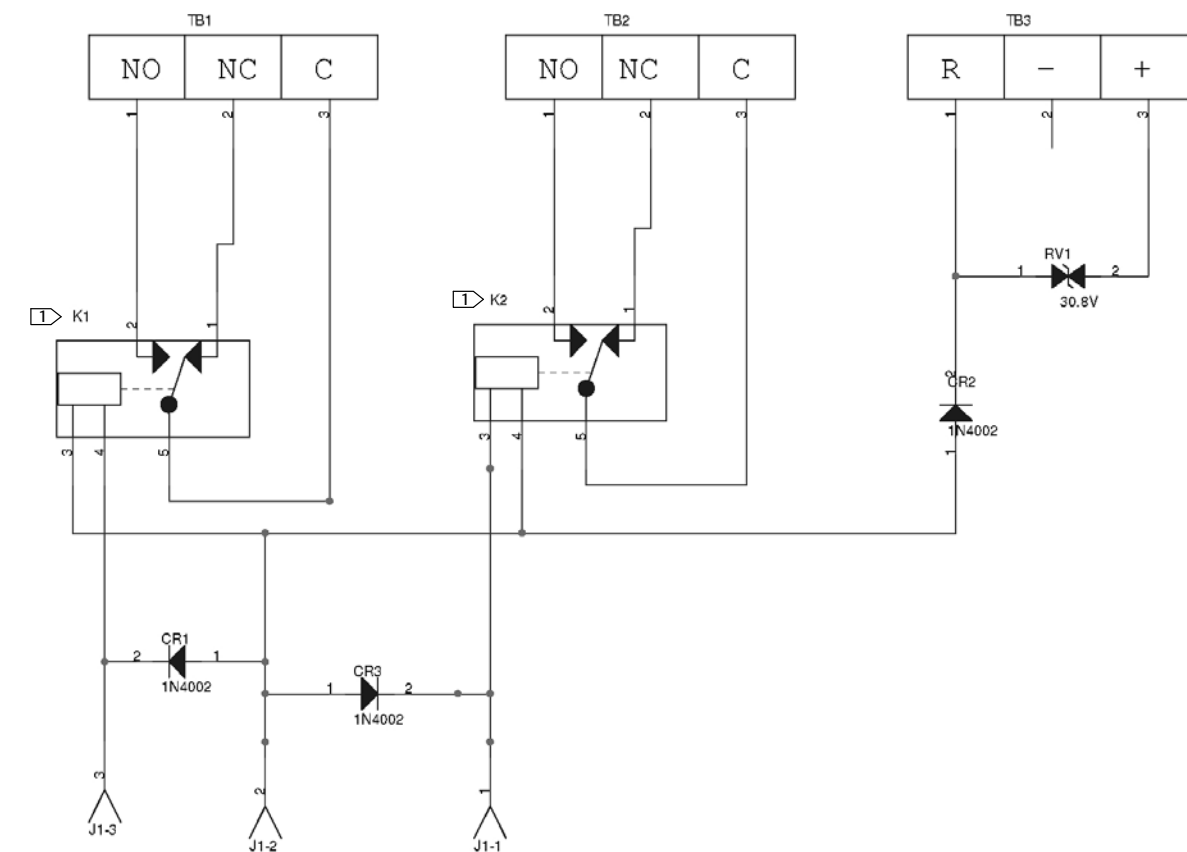 TB1 TB2 TB3
NO NC C NO NC C R - +
1 2 3 1 2 3 1 2 3
RV1
1 2
30.8V
1 K1 1 K2
2 1 2 1
2
CR2
1N4002
1
3 4 5 3 4 5
CR1
2 1
1N4002
CR3
1 2
1N4002
3 2 1
J1-3 J1-2 J1-1